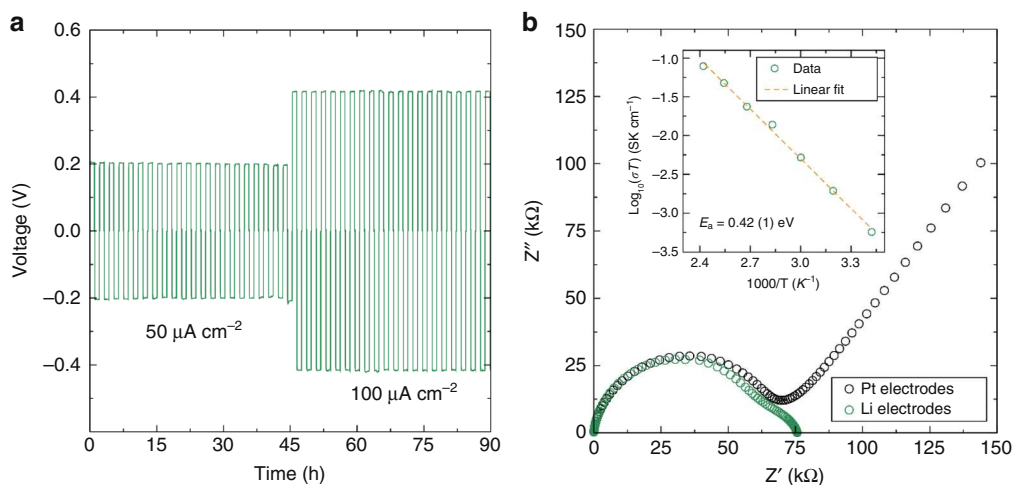 a
0.6
0.4
0.2
0.0
−0.2
−0.4
Voltage (V)
50 μA cm⁻²
100 μA cm⁻²
0 15 30 45 60 75 90
Time (h)
b
150
125
100
75
50
25
0
Z″ (kΩ)
−1.0
−1.5
−2.0
−2.5
−3.0
−3.5
Log₁₀(σT) (SK cm⁻¹)
Data
Linear fit
Eₐ = 0.42 (1) eV
2.4 2.7 3.0 3.3
1000/T (K⁻¹)
Pt electrodes
Li electrodes
0 25 50 75 100 125 150
Z′ (kΩ)